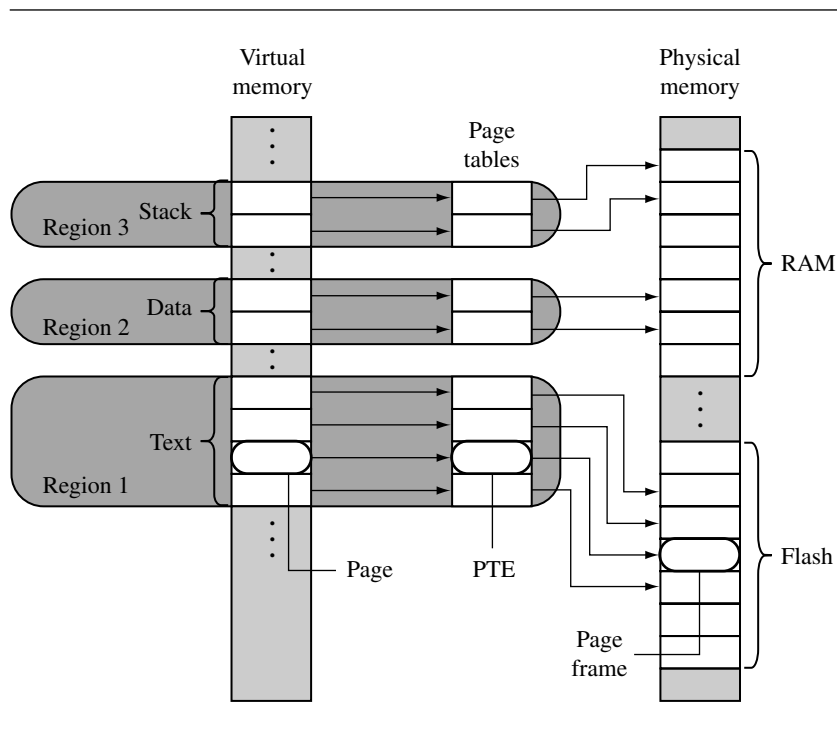 Virtual
memory
Physical
memory
Page
tables
Stack
Region 3
RAM
Data
Region 2
Text
Region 1
Page
PTE
Flash
Page
frame